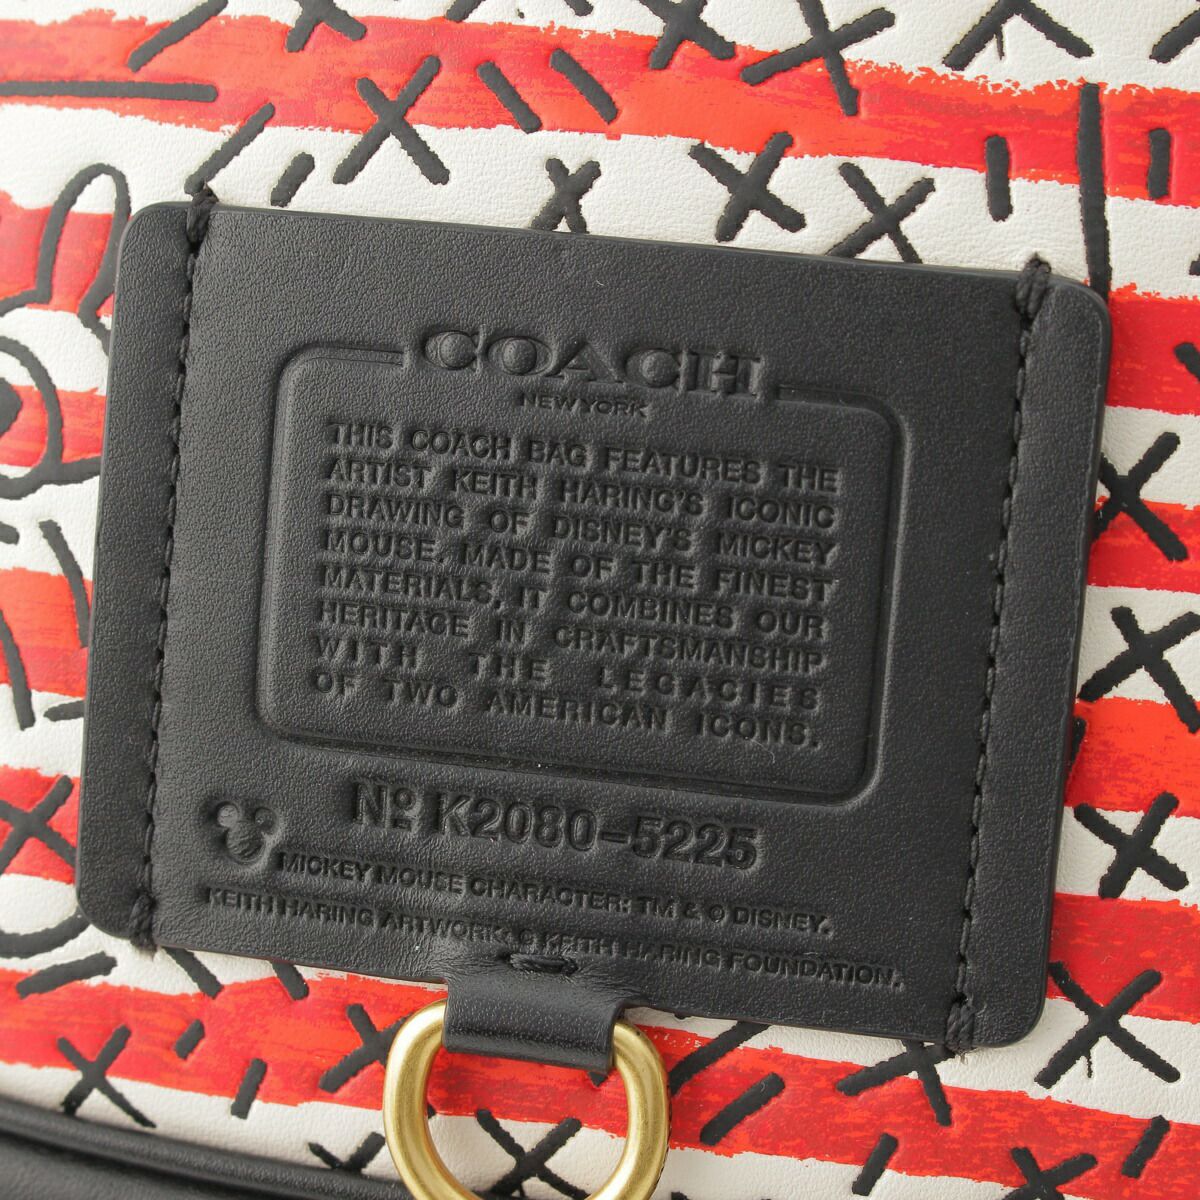 COACH
NEW YORK
THIS COACH BAG FEATURES THE
ARTIST KEITH HARING'S ICONIC
DRAWING OF DISNEY'S MICKEY
MOUSE. MADE OF THE FINEST
MATERIALS, IT COMBINES OUR
HERITAGE IN CRAFTSMANSHIP
WITH THE LEGACIES
OF TWO AMERICAN ICONS.
Nº K2080-5225
MICKEY MOUSE CHARACTER: TM & © DISNEY.
KEITH HARING ARTWORK: © KEITH HARING FOUNDATION.